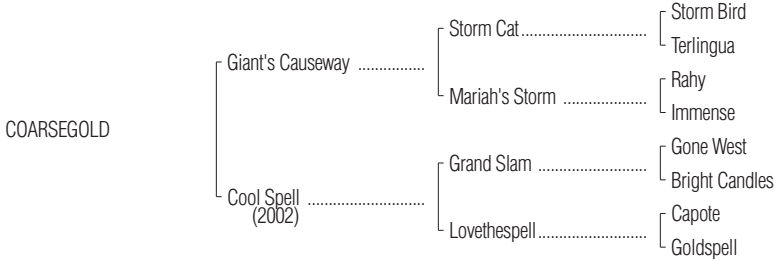 Storm Bird
Storm Cat
Terlingua
Giant's Causeway
Rahy
Mariah's Storm
Immense
COARSEGOLD
Gone West
Grand Slam
Bright Candles
Cool Spell
(2002)
Capote
Lovethespell
Goldspell